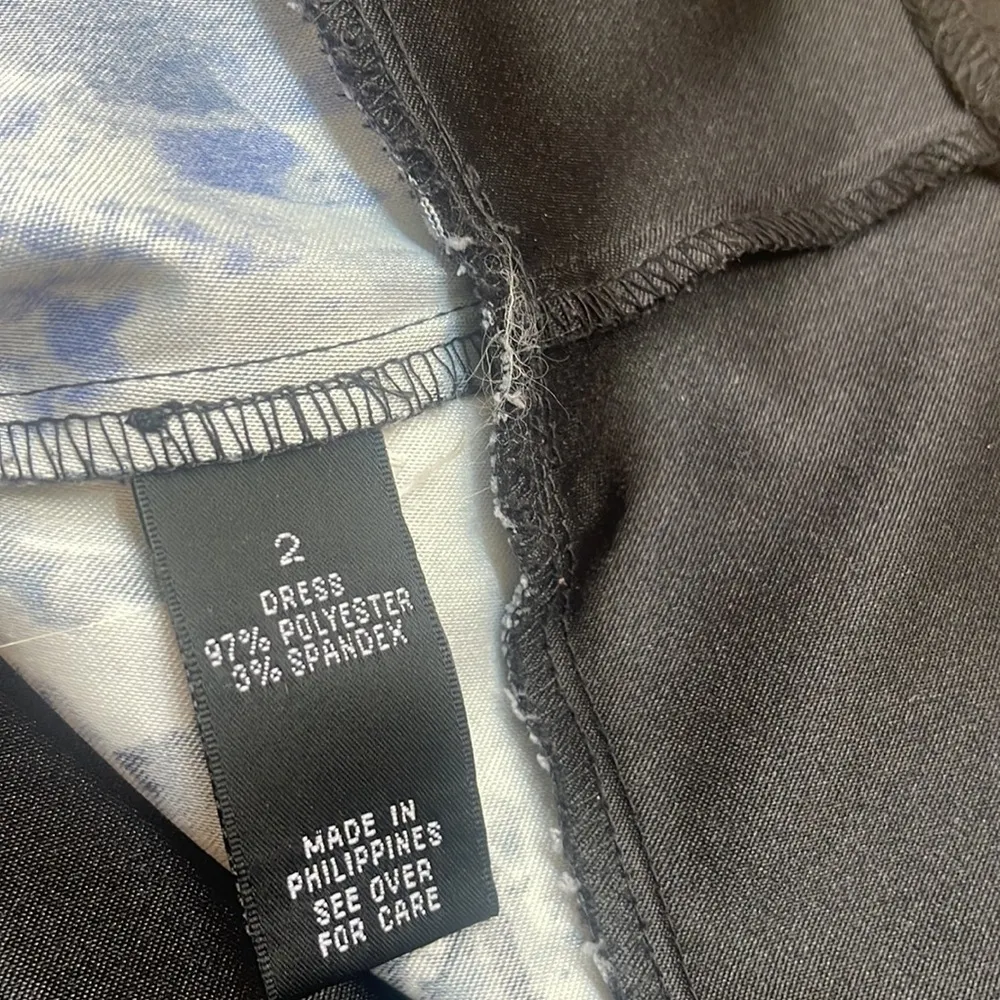 2
DRESS
97% POLYESTER
3% SPANDEX
MADE IN
PHILIPPINES
SEE OVER
FOR CARE